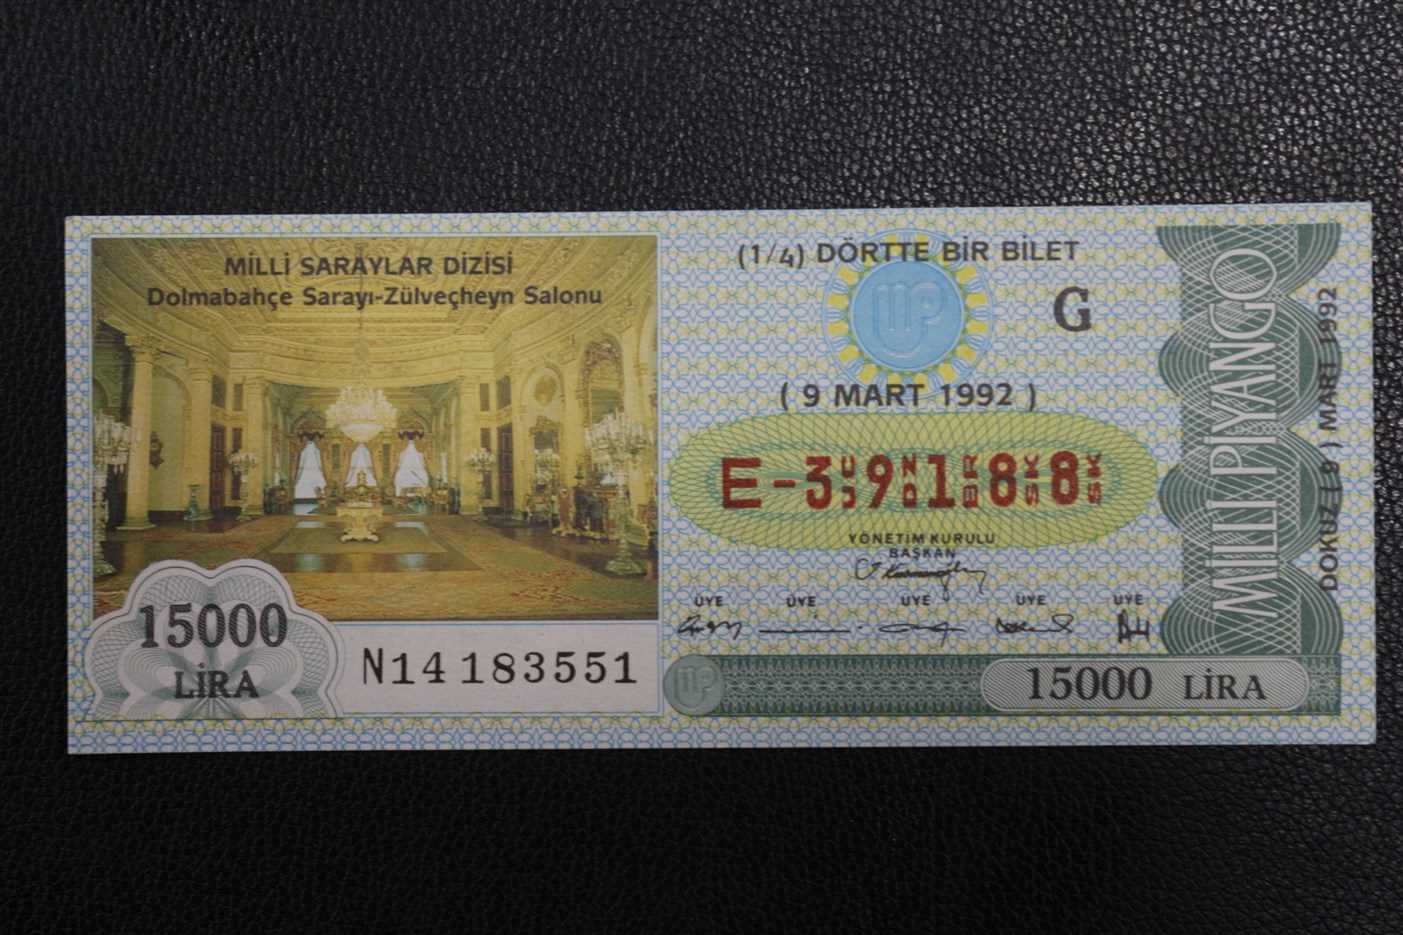 MİLLİ SARAYLAR DİZİSİ
Dolmabahçe Sarayı-Zülveçheyn Salonu
15000
LİRA
N14 183551
(1/4) DÖRTTE BİR BİLET
G
( 9 MART 1992 )
E-3ÜÇ9DZ1BR8SK8SK
YÖNETİM KURULU
BAŞKAN
ÜYE ÜYE ÜYE ÜYE ÜYE
15000 LİRA
MİLLİ PİYANGO
DOKUZ ( 9 ) MART 1992